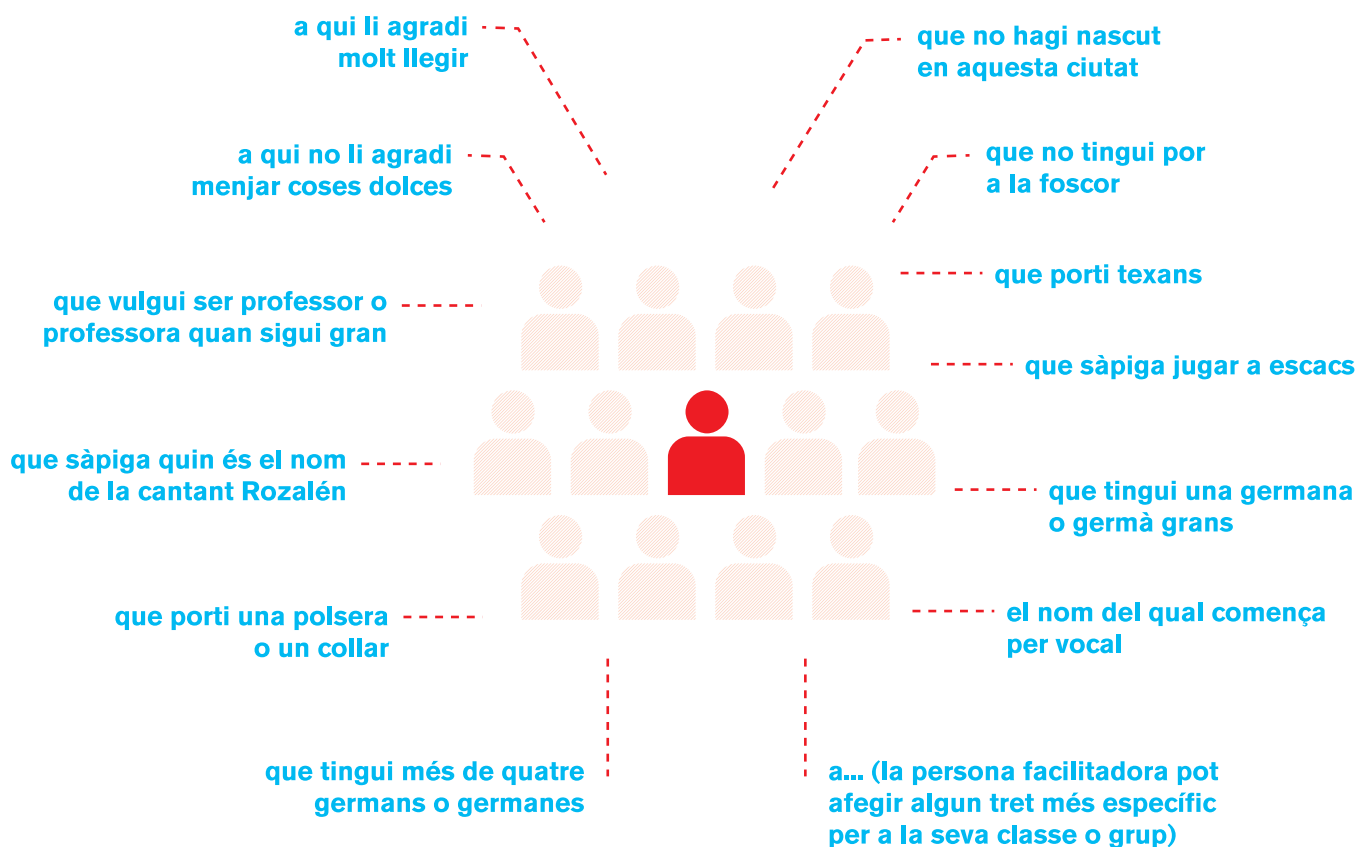 a qui li agradi
molt llegir
que no hagi nascut
en aquesta ciutat
a qui no li agradi
menjar coses dolces
que no tingui por
a la foscor
que porti texans
que vulgui ser professor o
professora quan sigui gran
que sàpiga jugar a escacs
que sàpiga quin és el nom
de la cantant Rozalén
que tingui una germana
o germà grans
que porti una polsera
o un collar
el nom del qual comença
per vocal
que tingui més de quatre
germans o germanes
a... (la persona facilitadora pot
afegir algun tret més específic
per a la seva classe o grup)